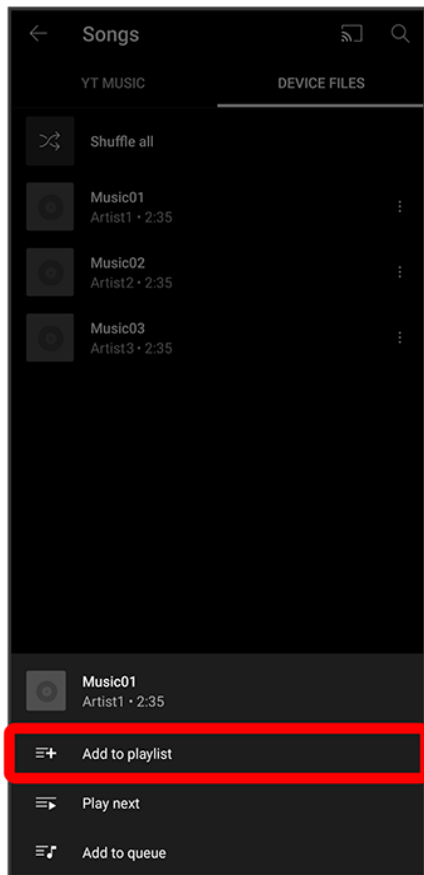 Songs
YT MUSIC DEVICE FILES
Shuffle all
Music01
Artist1 • 2:35
Music02
Artist2 • 2:35
Music03
Artist3 • 2:35
Music01
Artist1 • 2:35
Add to playlist
Play next
Add to queue